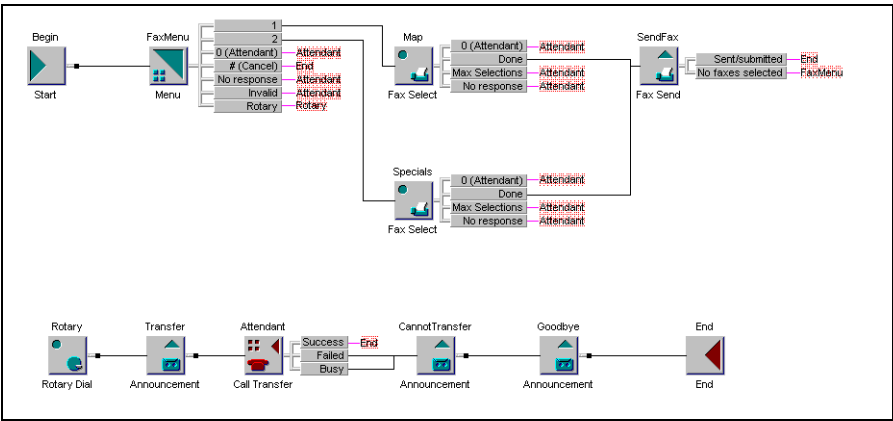 Begin
Start
FaxMenu
Menu
1
2
0 (Attendant) Attendant
# (Cancel) End
No response Attendant
Invalid Attendant
Rotary Rotary
Map
Fax Select
0 (Attendant) Attendant
Done
Max Selections Attendant
No response Attendant
SendFax
Fax Send
Sent/submitted End
No faxes selected FaxMenu
Specials
Fax Select
0 (Attendant) Attendant
Done
Max Selections Attendant
No response Attendant
Rotary
Rotary Dial
Transfer
Announcement
Attendant
Call Transfer
Success End
Failed
Busy
CannotTransfer
Announcement
Goodbye
Announcement
End
End